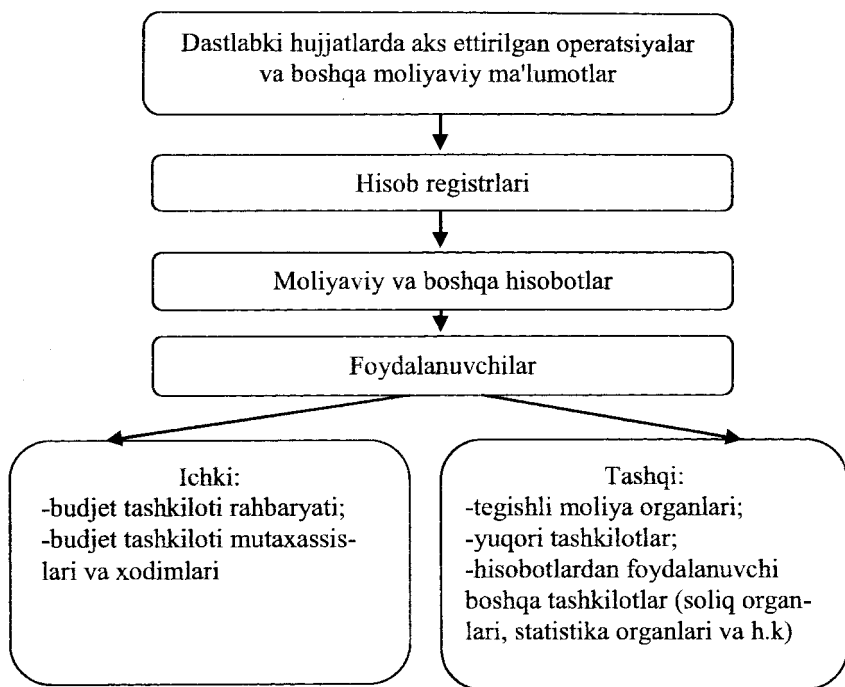 Dastlabki hujjatlarda aks ettirilgan operatsiyalar
va boshqa moliyaviy ma'lumotlar
Hisob registrlari
Moliyaviy va boshqa hisobotlar
Foydalanuvchilar
Ichki:
-budjet tashkiloti rahbaryati;
-budjet tashkiloti mutaxassis-
lari va xodimlari
Tashqi:
-tegishli moliya organlari;
-yuqori tashkilotlar;
-hisobotlardan foydalanuvchi
boshqa tashkilotlar (soliq organ-
lari, statistika organlari va h.k)